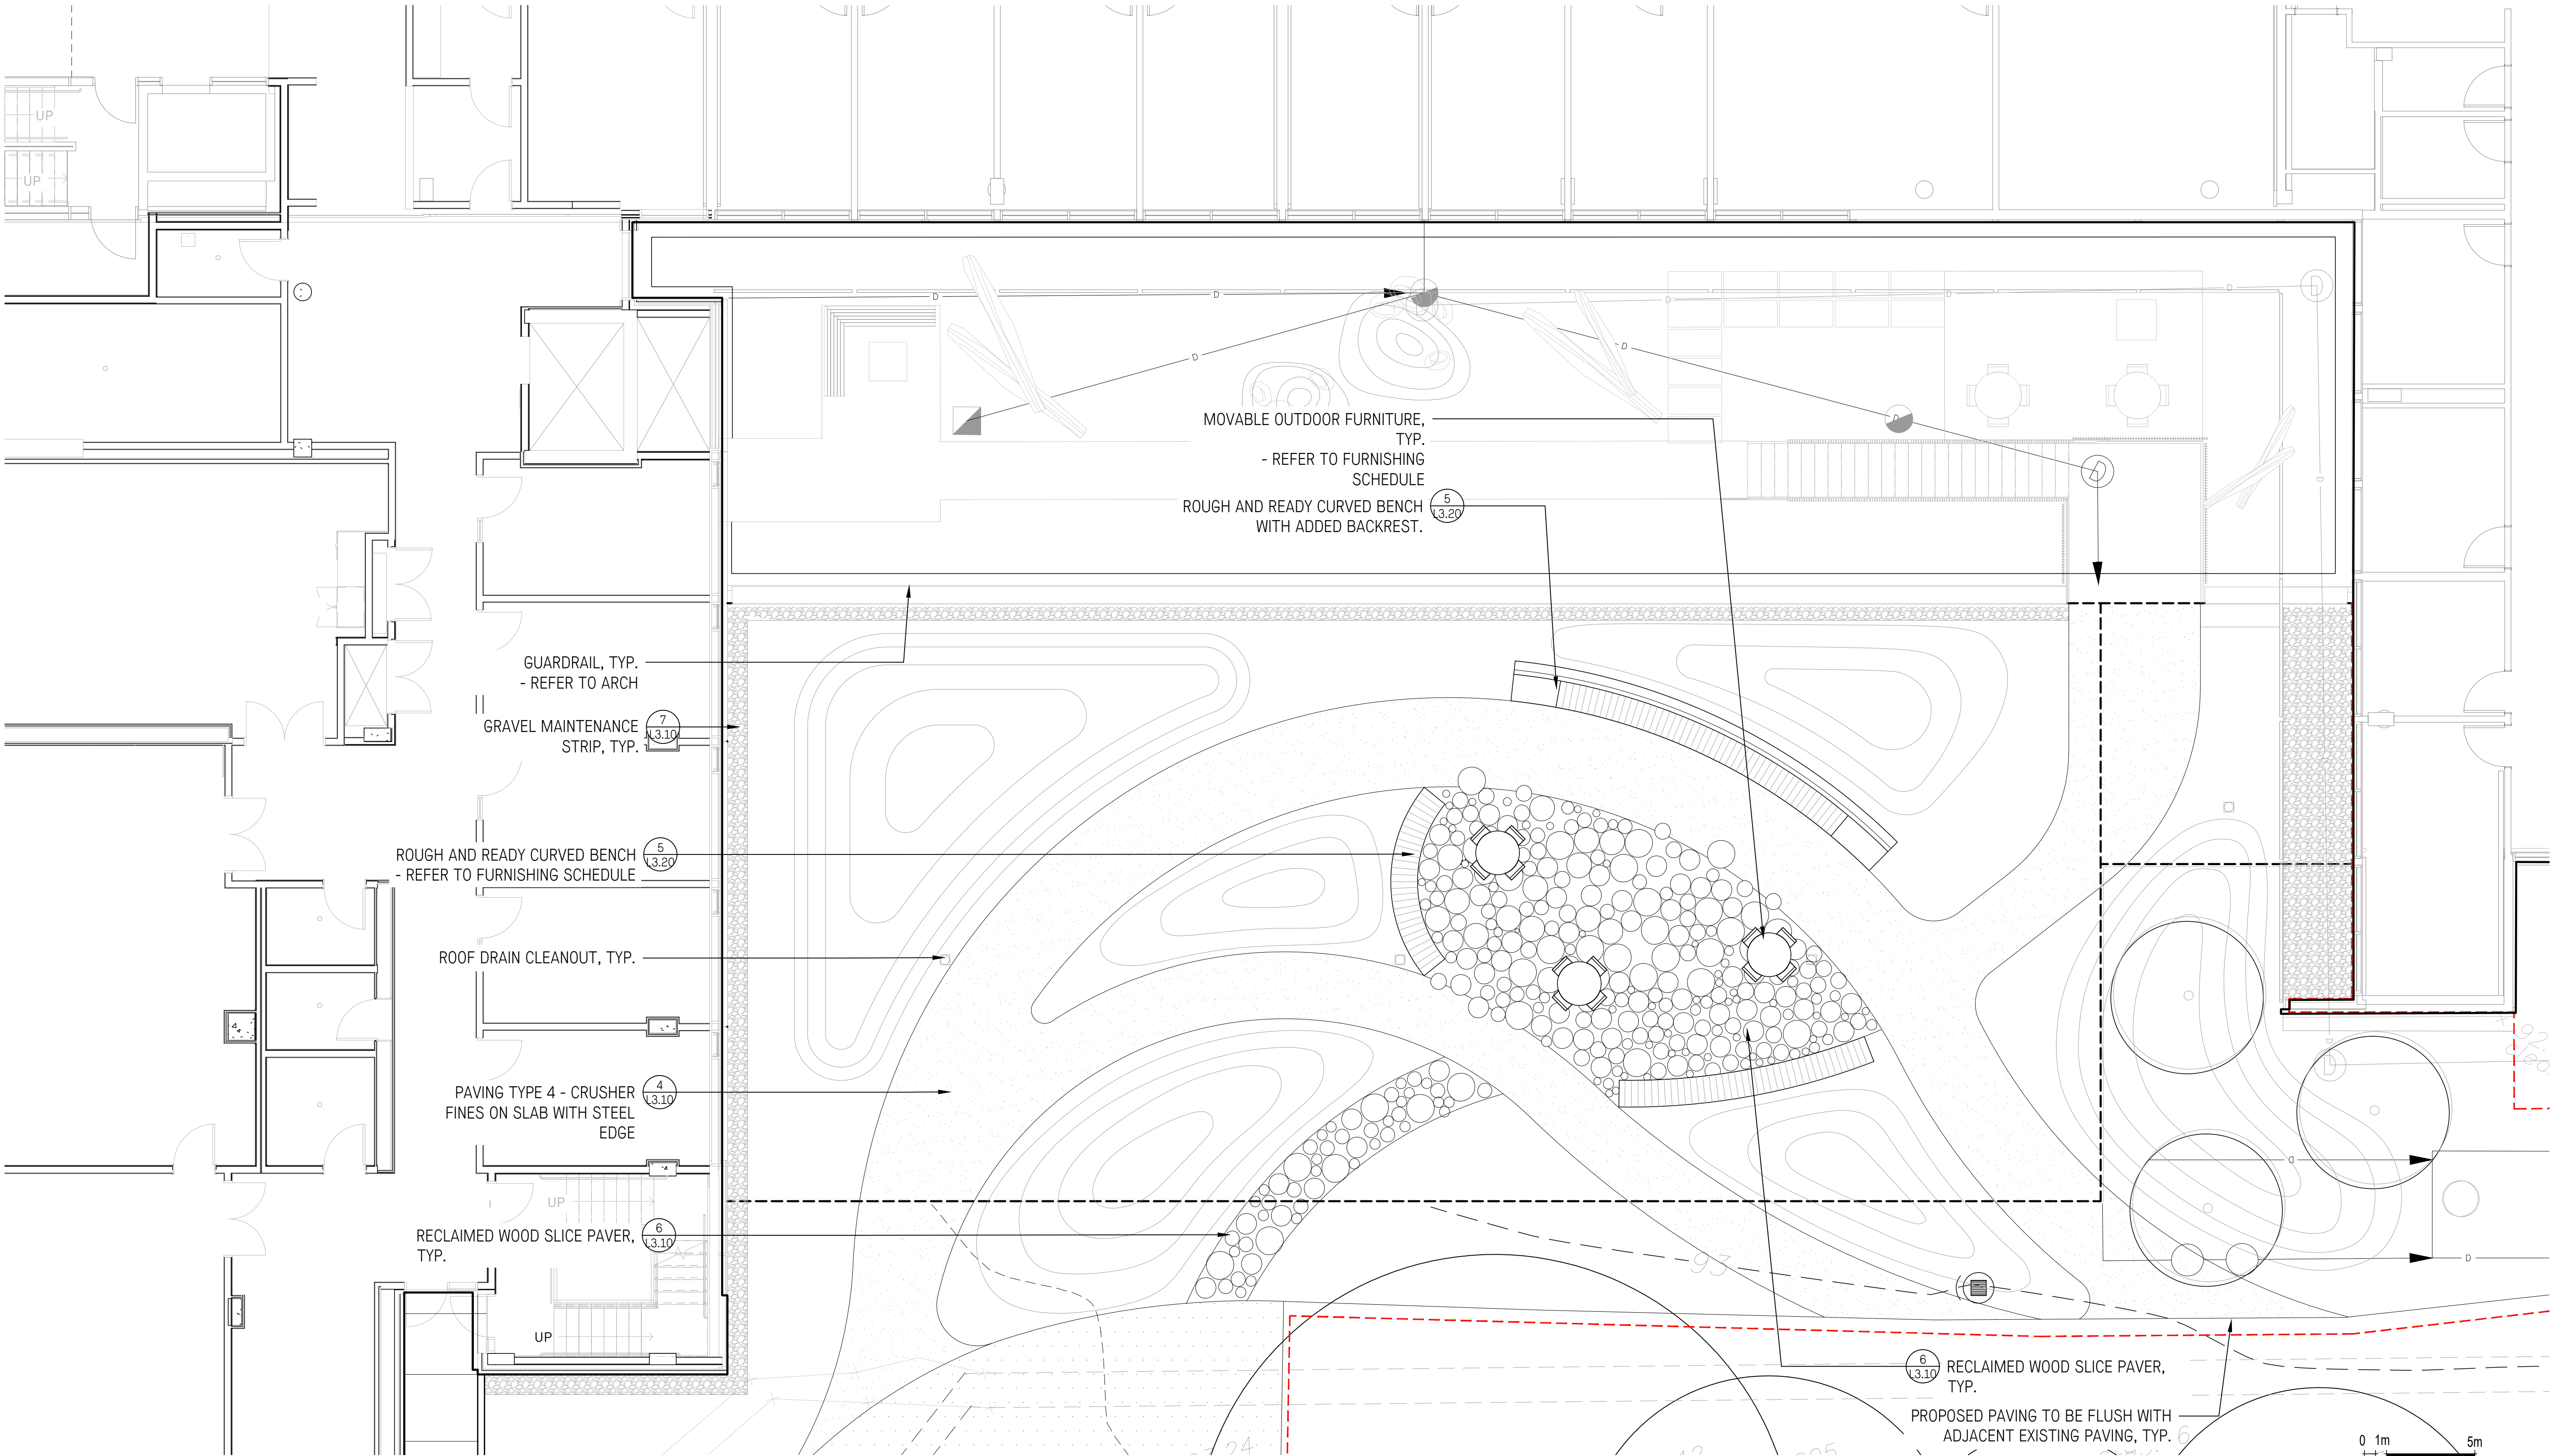 UP
UP
D
D
D
D
D
D
D
D
MOVABLE OUTDOOR FURNITURE,
TYP.
- REFER TO FURNISHING
SCHEDULE
ROUGH AND READY CURVED BENCH
WITH ADDED BACKREST.
5
L3.20
GUARDRAIL, TYP.
- REFER TO ARCH
GRAVEL MAINTENANCE
STRIP, TYP.
7
L3.10
ROUGH AND READY CURVED BENCH
- REFER TO FURNISHING SCHEDULE
5
L3.20
ROOF DRAIN CLEANOUT, TYP.
PAVING TYPE 4 - CRUSHER
FINES ON SLAB WITH STEEL
EDGE
4
L3.10
D
UP
RECLAIMED WOOD SLICE PAVER,
TYP.
6
L3.10
93
D
UP
6
L3.10
RECLAIMED WOOD SLICE PAVER,
TYP.
PROPOSED PAVING TO BE FLUSH WITH
ADJACENT EXISTING PAVING, TYP.
0 1m 5m